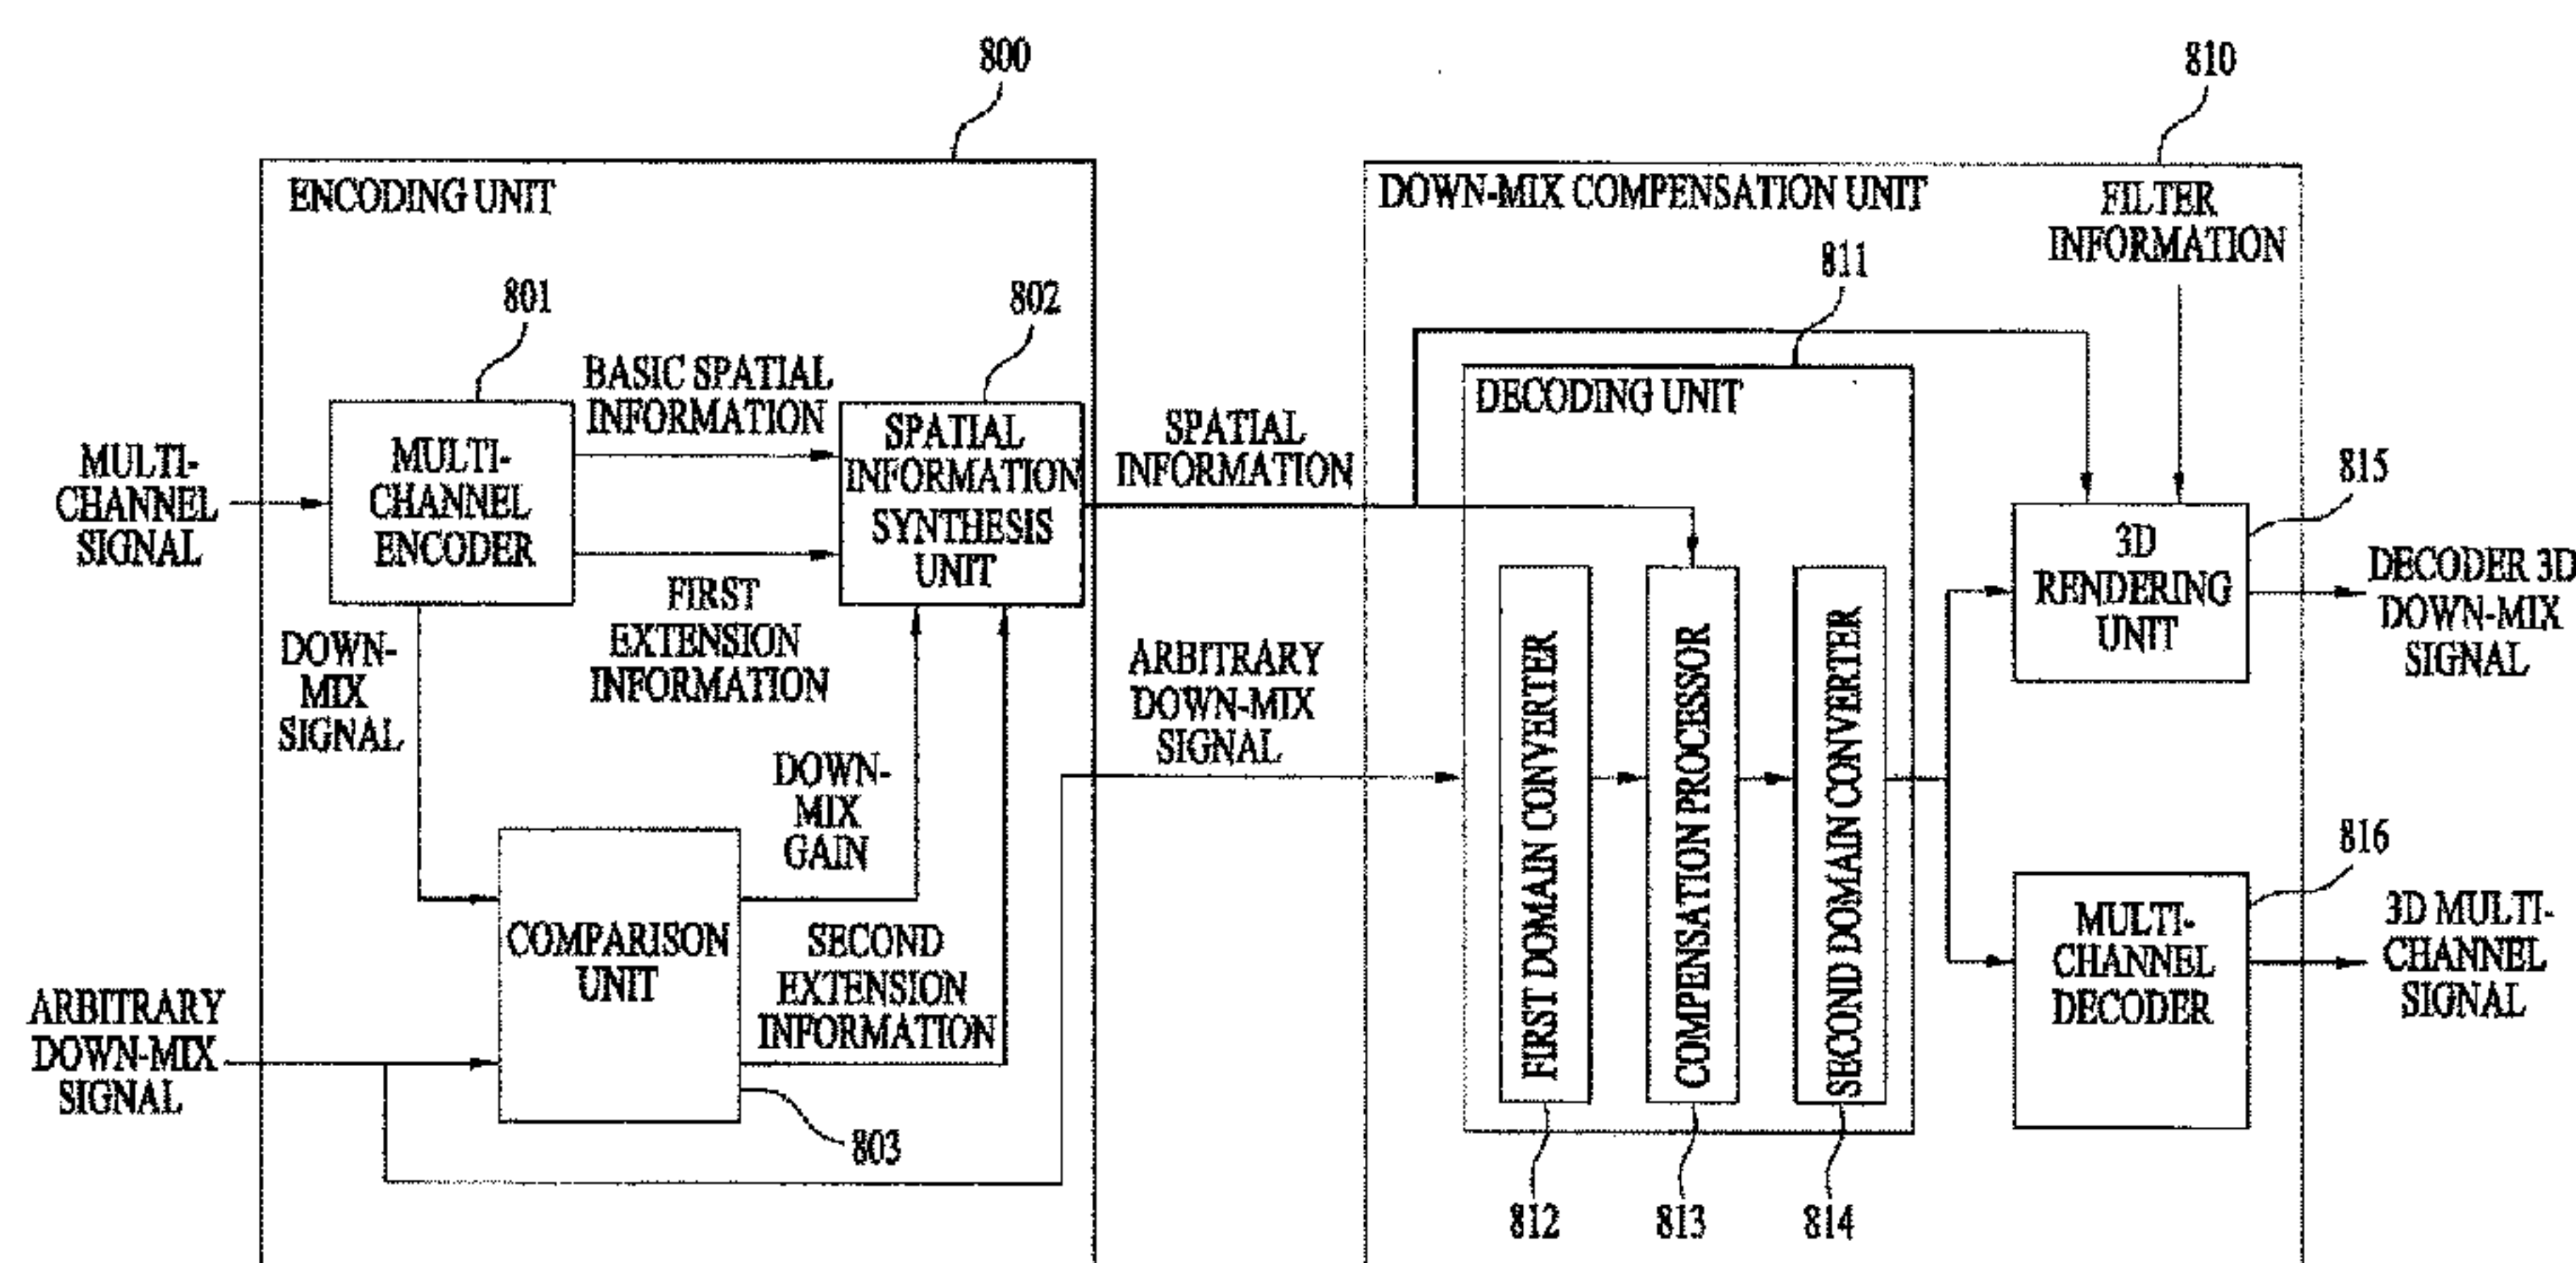 800
810
ENCODING UNIT
DOWN-MIX COMPENSATION UNIT
FILTER
INFORMATION
811
801
802
BASIC SPATIAL
INFORMATION
DECODING UNIT
MULTI-
CHANNEL
SIGNAL
MULTI-
CHANNEL
ENCODER
SPATIAL
INFORMATION
SYNTHESIS
UNIT
SPATIAL
INFORMATION
815
3D
RENDERING
UNIT
DECODER 3D
DOWN-MIX
SIGNAL
FIRST
EXTENSION
INFORMATION
DOWN-
MIX
SIGNAL
ARBITRARY
DOWN-MIX
SIGNAL
FIRST DOMAIN CONVERTER
COMPENSATION PROCESSOR
SECOND DOMAIN CONVERTER
DOWN-
MIX
GAIN
816
COMPARISON
UNIT
SECOND
EXTENSION
INFORMATION
MULTI-
CHANNEL
DECODER
3D MULTI-
CHANNEL
SIGNAL
ARBITRARY
DOWN-MIX
SIGNAL
803
812
813
814